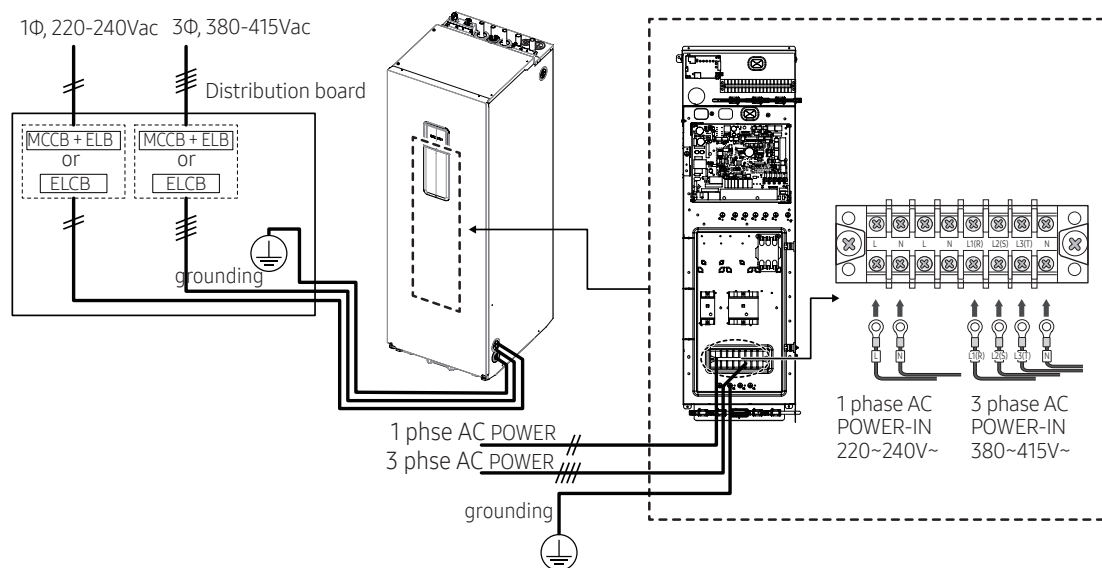 1Φ, 220-240Vac
3Φ, 380-415Vac
Distribution board
MCCB + ELB
or
ELCB
MCCB + ELB
or
ELCB
grounding
L N L N L1(R) L2(S) L3(T) N
L N L1(R) L2(S) L3(T) N
1 phase AC
POWER-IN
220~240V~
3 phase AC
POWER-IN
380~415V~
1 phse AC POWER
3 phse AC POWER
grounding